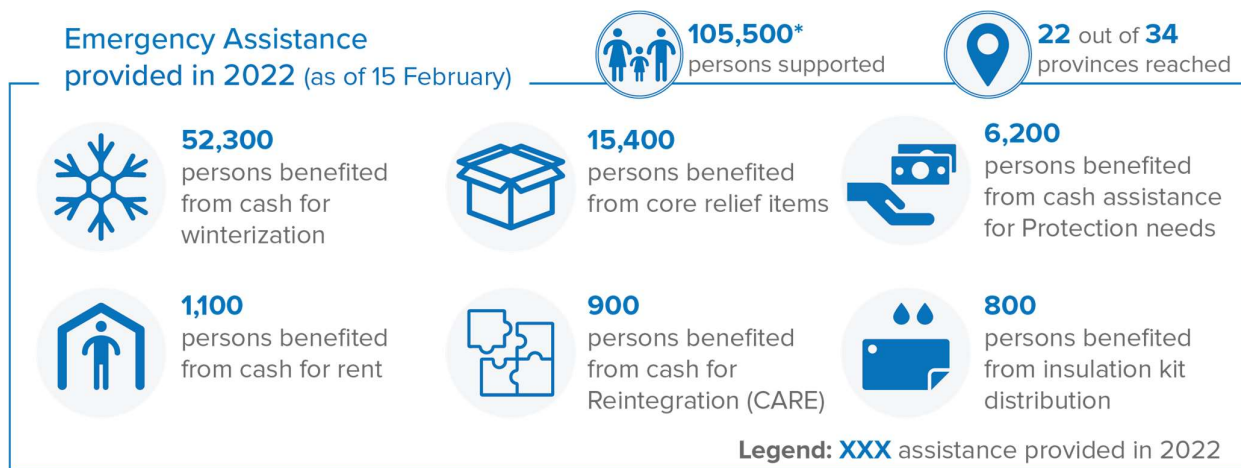 Emergency Assistance
provided in 2022 (as of 15 February)
105,500*
persons supported
22 out of 34
provinces reached
52,300
persons benefited
from cash for
winterization
15,400
persons benefited
from core relief items
6,200
persons benefited
from cash assistance
for Protection needs
1,100
persons benefited
from cash for rent
900
persons benefited
from cash for
Reintegration (CARE)
800
persons benefited
from insulation kit
distribution
Legend: XXX assistance provided in 2022